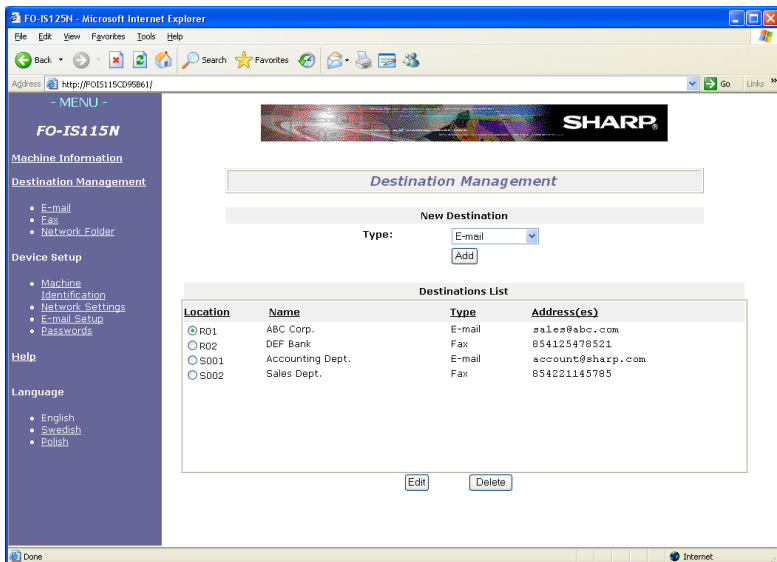 FO-IS125N - Microsoft Internet Explorer
File Edit View Favorites Tools Help
Back Search Favorites
Address http://FOIS115CD95B61/ Go Links »
- MENU -
FO-IS115N
Machine Information
Destination Management
• E-mail
• Fax
• Network Folder
Device Setup
• Machine
Identification
• Network Settings
• E-mail Setup
• Passwords
Help
Language
• English
• Swedish
• Polish
SHARP®
Destination Management
New Destination
Type: E-mail
Add
Destinations List
Location Name Type Address(es)
R01 ABC Corp. E-mail sales@abc.com
R02 DEF Bank Fax 854125478521
S001 Accounting Dept. E-mail account@sharp.com
S002 Sales Dept. Fax 854221145785
Edit Delete
Done Internet